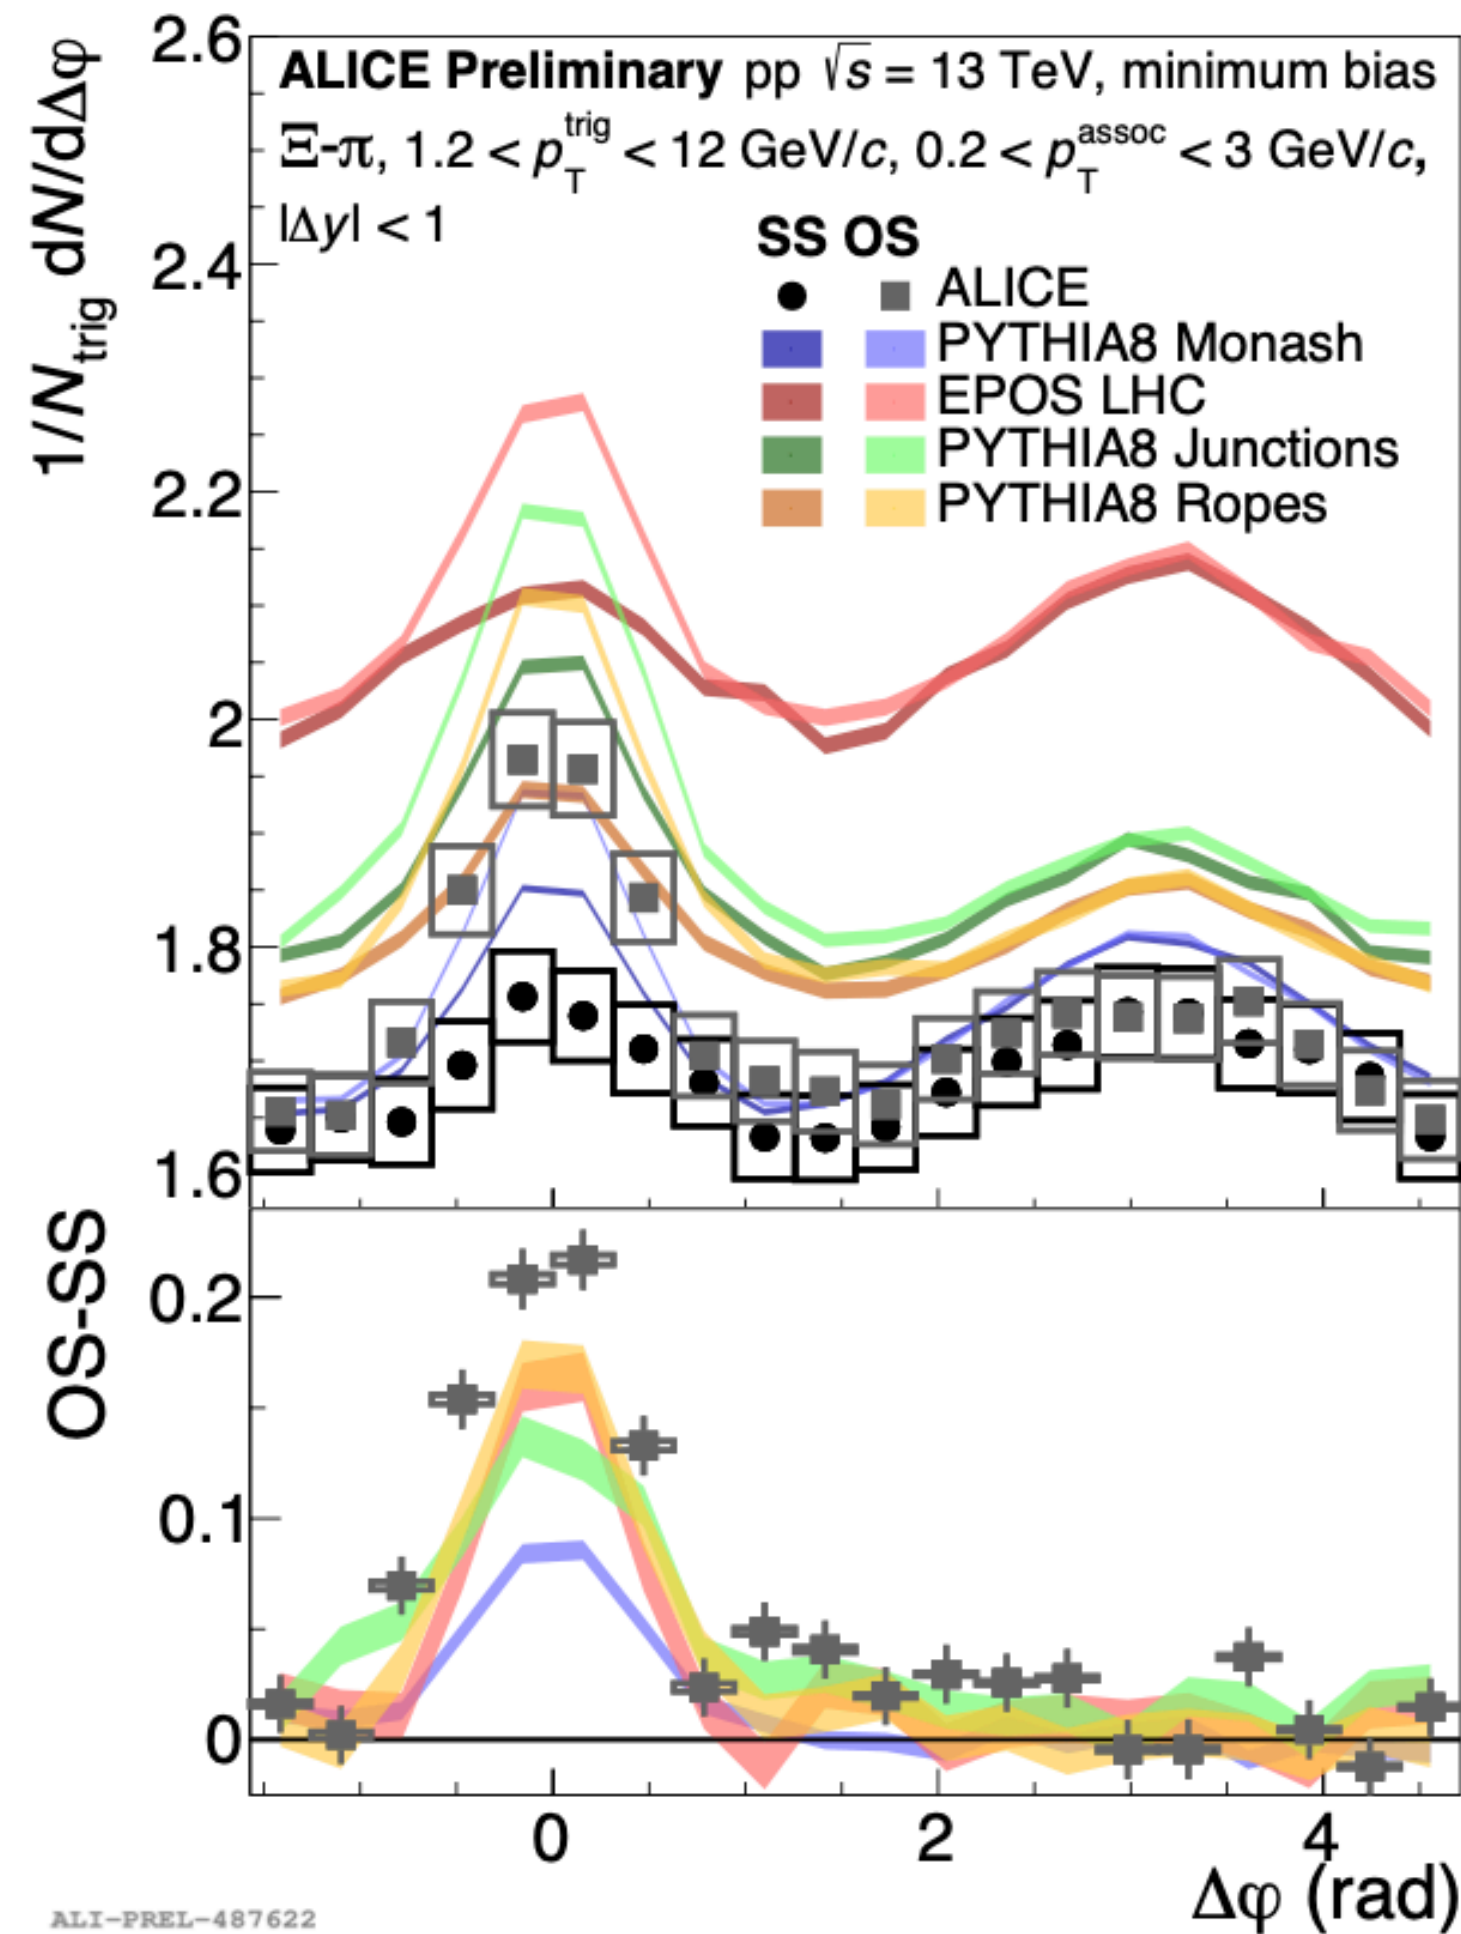 2.6
ALICE Preliminary pp √s = 13 TeV, minimum bias
Ξ-π, 1.2 < p_T^trig < 12 GeV/c, 0.2 < p_T^assoc < 3 GeV/c,
|Δy| < 1
SS OS
ALICE
PYTHIA8 Monash
EPOS LHC
PYTHIA8 Junctions
PYTHIA8 Ropes
1/N_trig dN/dΔφ
2.4
2.2
2
1.8
1.6
OS-SS
0.2
0.1
0
0 2 4
Δφ (rad)
ALI-PREL-487622